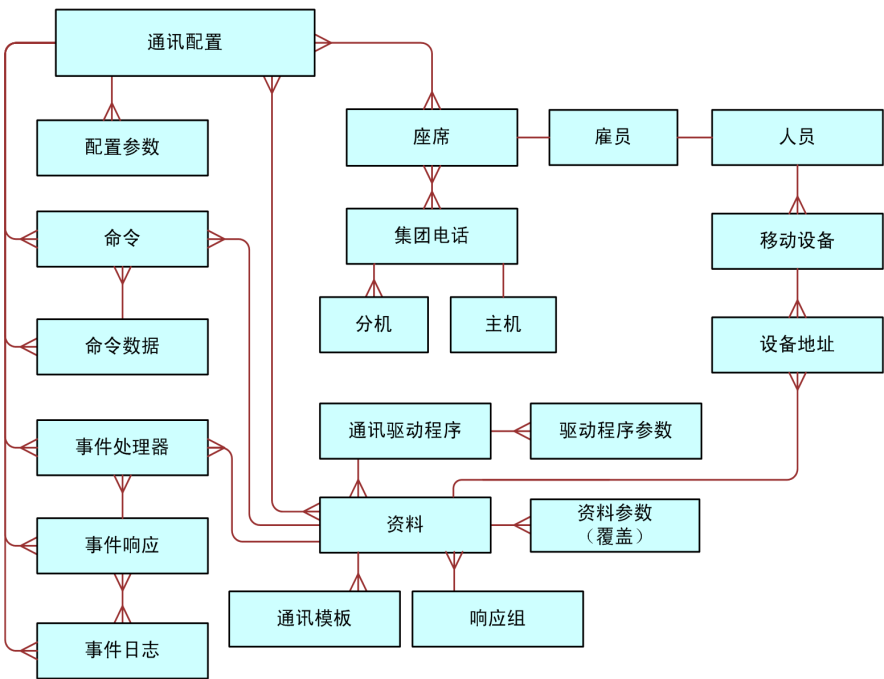 通讯配置
配置参数
座席
雇员
人员
命令
集团电话
移动设备
分机
主机
命令数据
设备地址
事件处理器
通讯驱动程序
驱动程序参数
资料
资料参数
（覆盖）
事件响应
通讯模板
响应组
事件日志